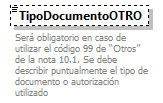 TipoDocumentoOTRO
Será obligatorio en caso de
utilizar el código 99 de "Otros"
de la nota 10.1. Se debe
describir puntualmente el tipo de
documento o autorización
utilizado